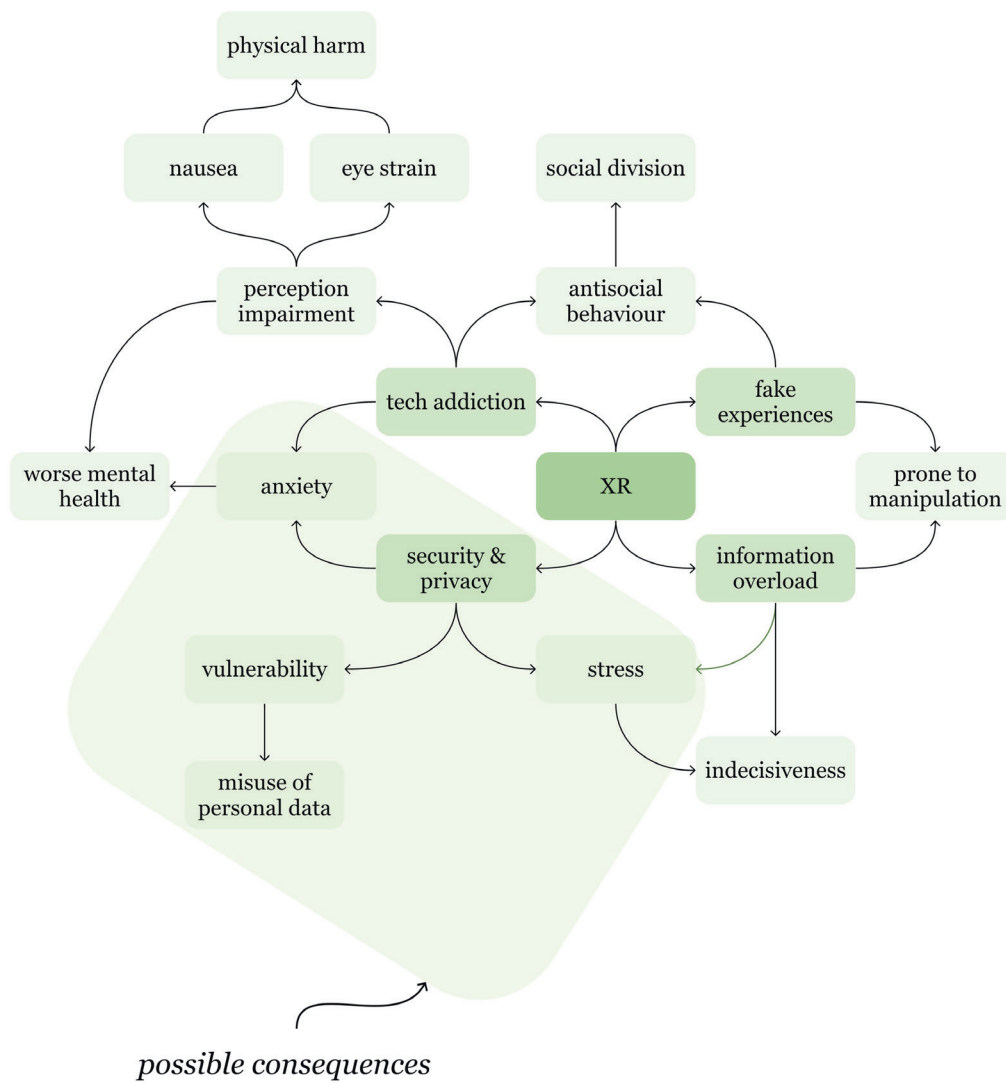 physical harm
nausea
eye strain
social division
perception
impairment
antisocial
behaviour
tech addiction
fake
experiences
worse mental
health
anxiety
XR
prone to
manipulation
security &
privacy
information
overload
vulnerability
stress
misuse of
personal data
indecisiveness
possible consequences